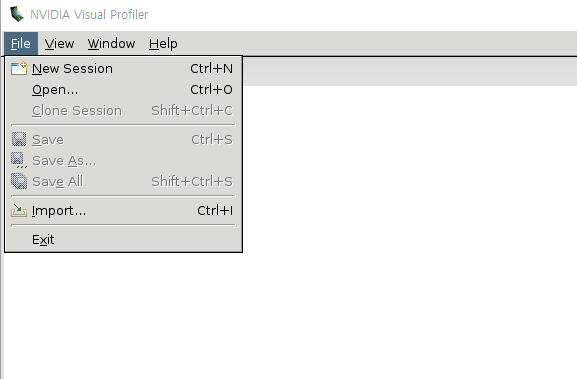 NVIDIA Visual Profiler
File View Window Help
New Session Ctrl+N
Open... Ctrl+O
Clone Session Shift+Ctrl+C
Save Ctrl+S
Save As...
Save All Shift+Ctrl+S
Import... Ctrl+I
Exit